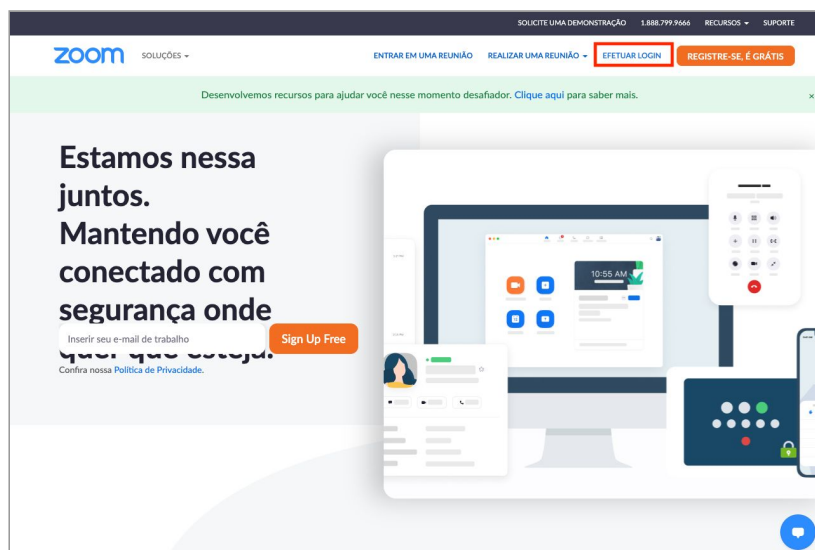 SOLICITE UMA DEMONSTRAÇÃO 1.888.799.9666 RECURSOS SUPORTE
zoom SOLUÇÕES ENTRAR EM UMA REUNIÃO REALIZAR UMA REUNIÃO EFETUAR LOGIN REGISTRE-SE, É GRÁTIS
Desenvolvemos recursos para ajudar você nesse momento desafiador. Clique aqui para saber mais. ×
Estamos nessa
juntos.
Mantendo você
conectado com
segurança onde
quer que esteja.
Inserir seu e-mail de trabalho Sign Up Free
Confira nossa Política de Privacidade.
10:55 AM